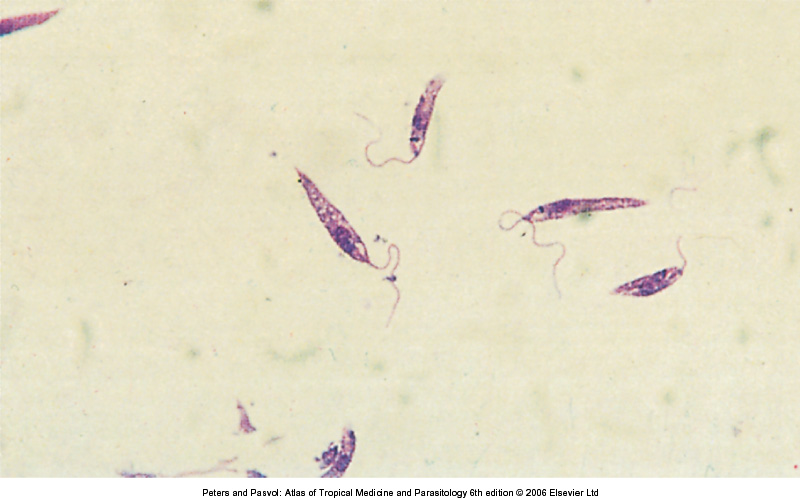 Peters and Pasvol: Atlas of Tropical Medicine and Parasitology 6th edition © 2006 Elsevier Ltd